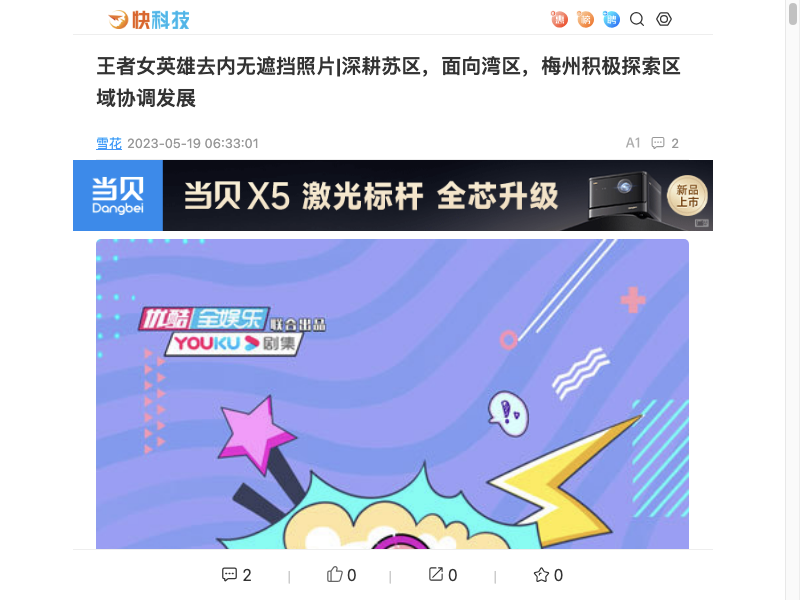 快科技
惠 祸 聘
王者女英雄去内无遮挡照片|深耕苏区，面向湾区，梅州积极探索区
域协调发展
雪花 2023-05-19 06:33:01
A1 2
当贝
Dangbei
当贝 X5 激光标杆 全芯升级
新品
上市
优酷 全娱乐 联合出品
YOUKU 剧集
2 | 0 | 0 | 0